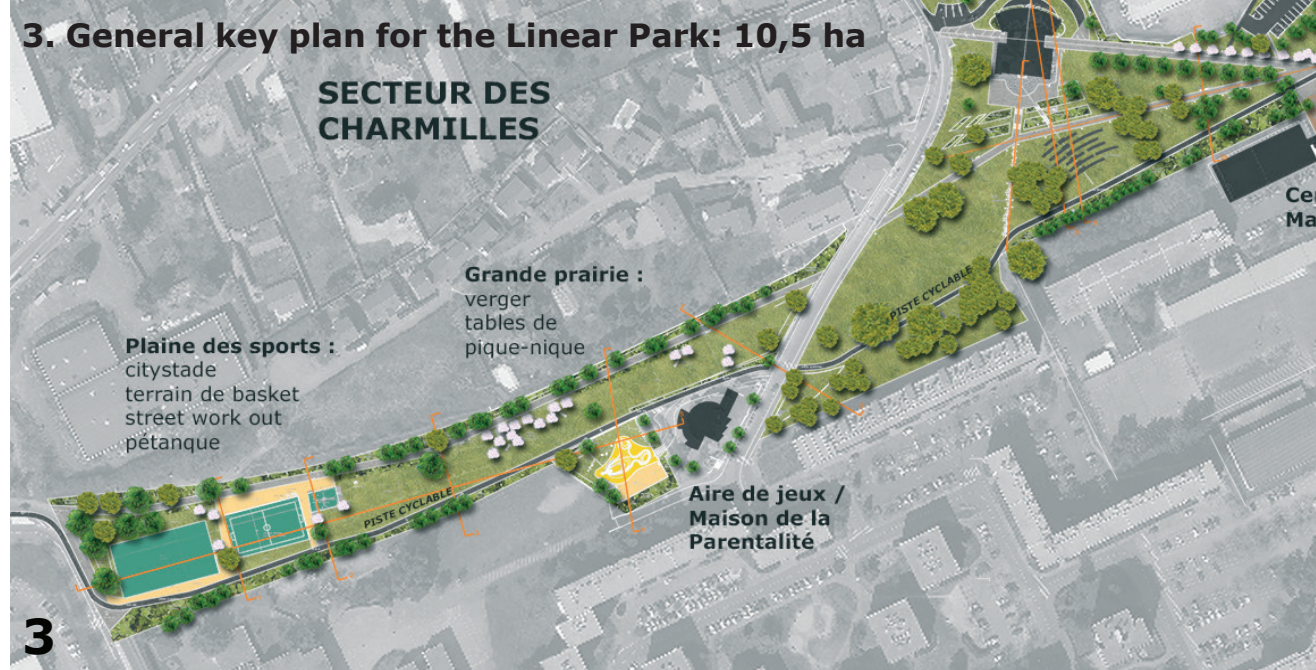 3. General key plan for the Linear Park: 10,5 ha
SECTEUR DES
CHARMILLES
Grande prairie :
verger
tables de
pique-nique
Plaine des sports :
citystade
terrain de basket
street work out
pétanque
PISTE CYCLABLE
PISTE CYCLABLE
Aire de jeux /
Maison de la
Parentalité
3